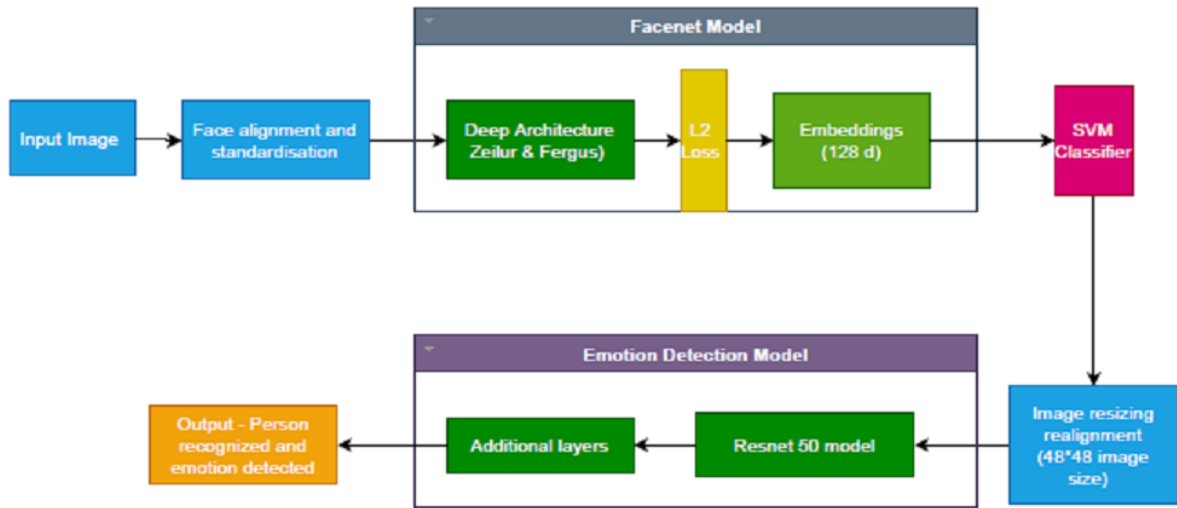 Facenet Model
Input Image
Face alignment and
standardisation
Deep Architecture
Zeilur & Fergus)
L2
Loss
Embeddings
(128 d)
SVM
Classifier
Emotion Detection Model
Image resizing
realignment
(48*48 image
size)
Resnet 50 model
Additional layers
Output - Person
recognized and
emotion detected